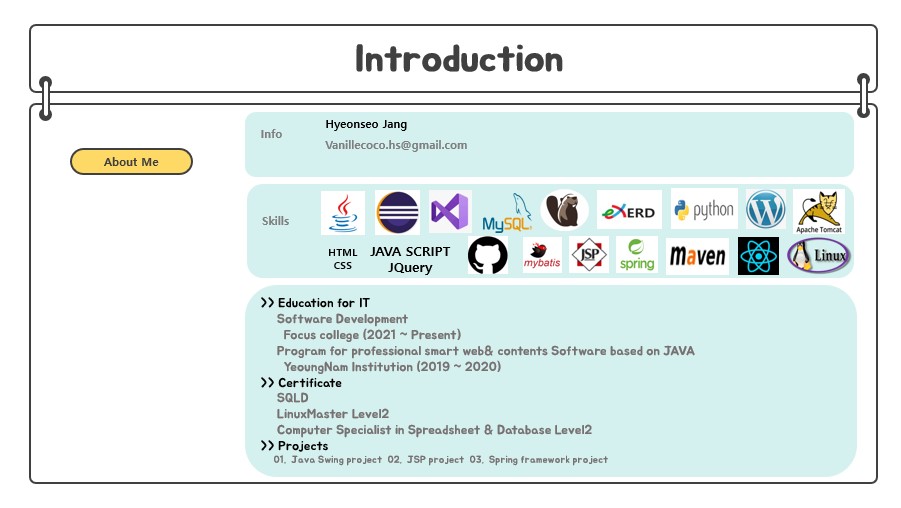 Introduction
About Me
Info
Hyeonseo Jang
Vanillecoco.hs@gmail.com
Skills
Java
MySQL
eXERD
python
Apache Tomcat
HTML
CSS
JAVA SCRIPT
JQuery
mybatis
JSP
spring
maven
Linux
>> Education for IT
Software Development
Focus college (2021 ~ Present)
Program for professional smart web& contents Software based on JAVA
YeoungNam Institution (2019 ~ 2020)
>> Certificate
SQLD
LinuxMaster Level2
Computer Specialist in Spreadsheet & Database Level2
>> Projects
01, Java Swing project 02, JSP project 03, Spring framework project